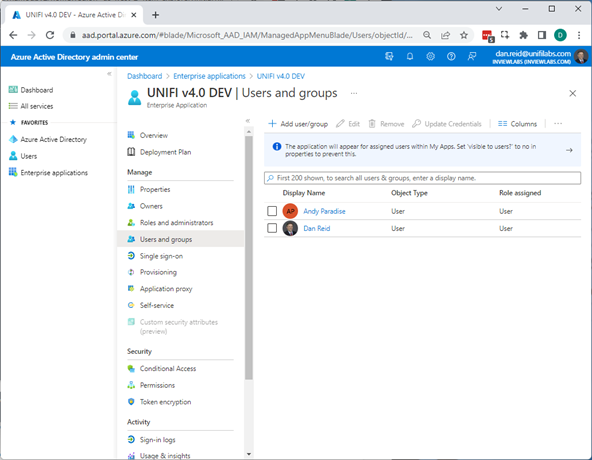 UNIFI v4.0 DEV - Azure Active Dir
aad.portal.azure.com/#blade/Microsoft_AAD_IAM/ManagedAppMenuBlade/Users/objectId/...
D
Azure Active Directory admin center
dan.reid@unifilabs.com
INVIEWLABS (INVIEWLABS.COM)
Dashboard
All services
FAVORITES
Azure Active Directory
Users
Enterprise applications
Dashboard > Enterprise applications > UNIFI v4.0 DEV
UNIFI v4.0 DEV | Users and groups ...
Enterprise Application
Overview
Deployment Plan
Manage
Properties
Owners
Roles and administrators
Users and groups
Single sign-on
Provisioning
Application proxy
Self-service
Custom security attributes
(preview)
Security
Conditional Access
Permissions
Token encryption
Activity
Sign-in logs
Usage & insights
Add user/group
Edit
Remove
Update Credentials
Columns
...
The application will appear for assigned users within My Apps. Set 'visible to users?' to no in
properties to prevent this.
First 200 shown, to search all users & groups, enter a display name.
Display Name Object Type Role assigned
AP Andy Paradise User User
Dan Reid User User